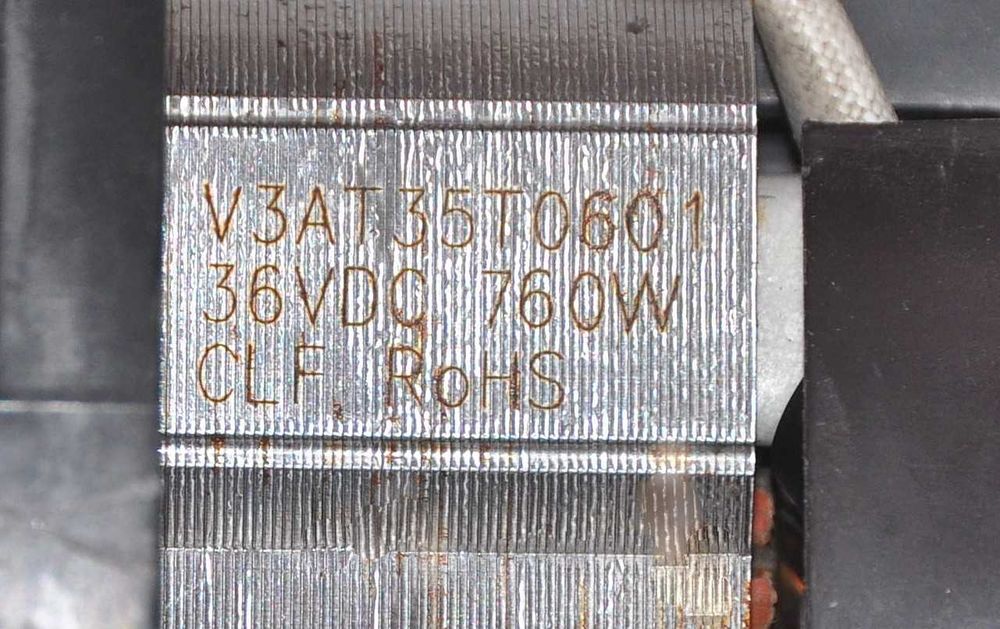 V3AT35T0601
36VDC 760W
CLF RoHS